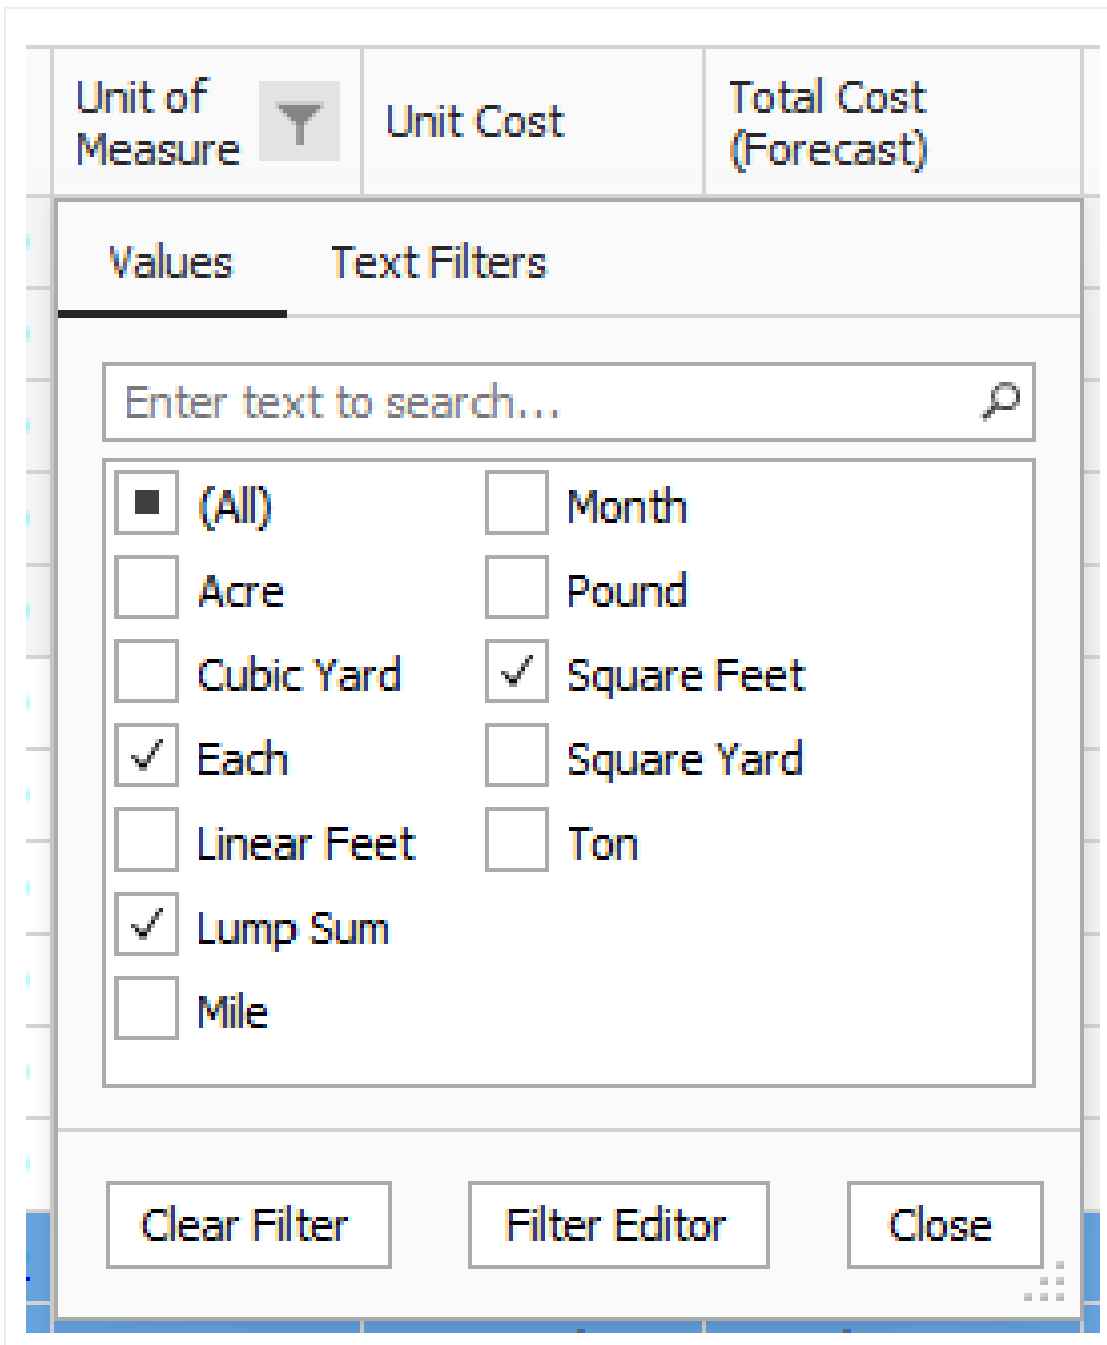 Unit of
Measure
Unit Cost
Total Cost
(Forecast)
Values
Text Filters
Enter text to search...
(All)
Acre
Cubic Yard
Each
Linear Feet
Lump Sum
Mile
Month
Pound
Square Feet
Square Yard
Ton
Clear Filter
Filter Editor
Close